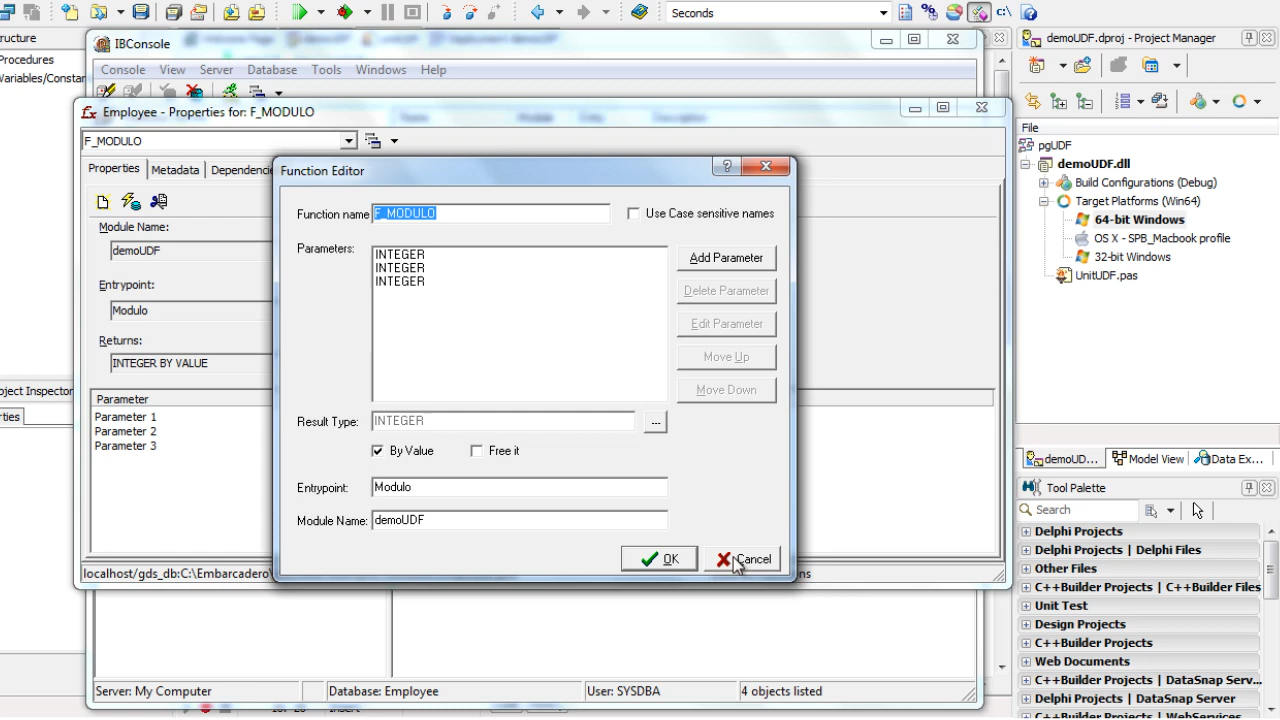 Seconds
C:\
ructure
Procedures
Variables/Constar
oject Inspector
rties
IBConsole
Console View Server Database Tools Windows Help
Employee - Properties for: F_MODULO
F_MODULO
Properties Metadata Dependenci
Module Name:
demoUDF
Entrypoint:
Modulo
Returns:
INTEGER BY VALUE
Parameter
Parameter 1
Parameter 2
Parameter 3
localhost/gds_db:C:\Embarcadero\
Function Editor
Function name F_MODULO Use Case sensitive names
Parameters:
INTEGER
INTEGER
INTEGER
Add Parameter
Delete Parameter
Edit Parameter
Move Up
Move Down
Result Type: INTEGER ...
By Value Free it
Entrypoint: Modulo
Module Name: demoUDF
OK Cancel
Server: My Computer Database: Employee User: SYSDBA 4 objects listed
Insert
demoUDF.dproj - Project Manager
File
pgUDF
demoUDF.dll
Build Configurations (Debug)
Target Platforms (Win64)
64-bit Windows
OS X - SPB_Macbook profile
32-bit Windows
UnitUDF.pas
demoUD... Model View Data Ex...
Tool Palette
Search
Delphi Projects
Delphi Projects | Delphi Files
Other Files
C++Builder Projects | C++Builder Files
Unit Test
Design Projects
C++Builder Projects
Web Documents
C++Builder Projects | DataSnap Serv...
Delphi Projects | DataSnap Server
C++Builder Projects | WebServices